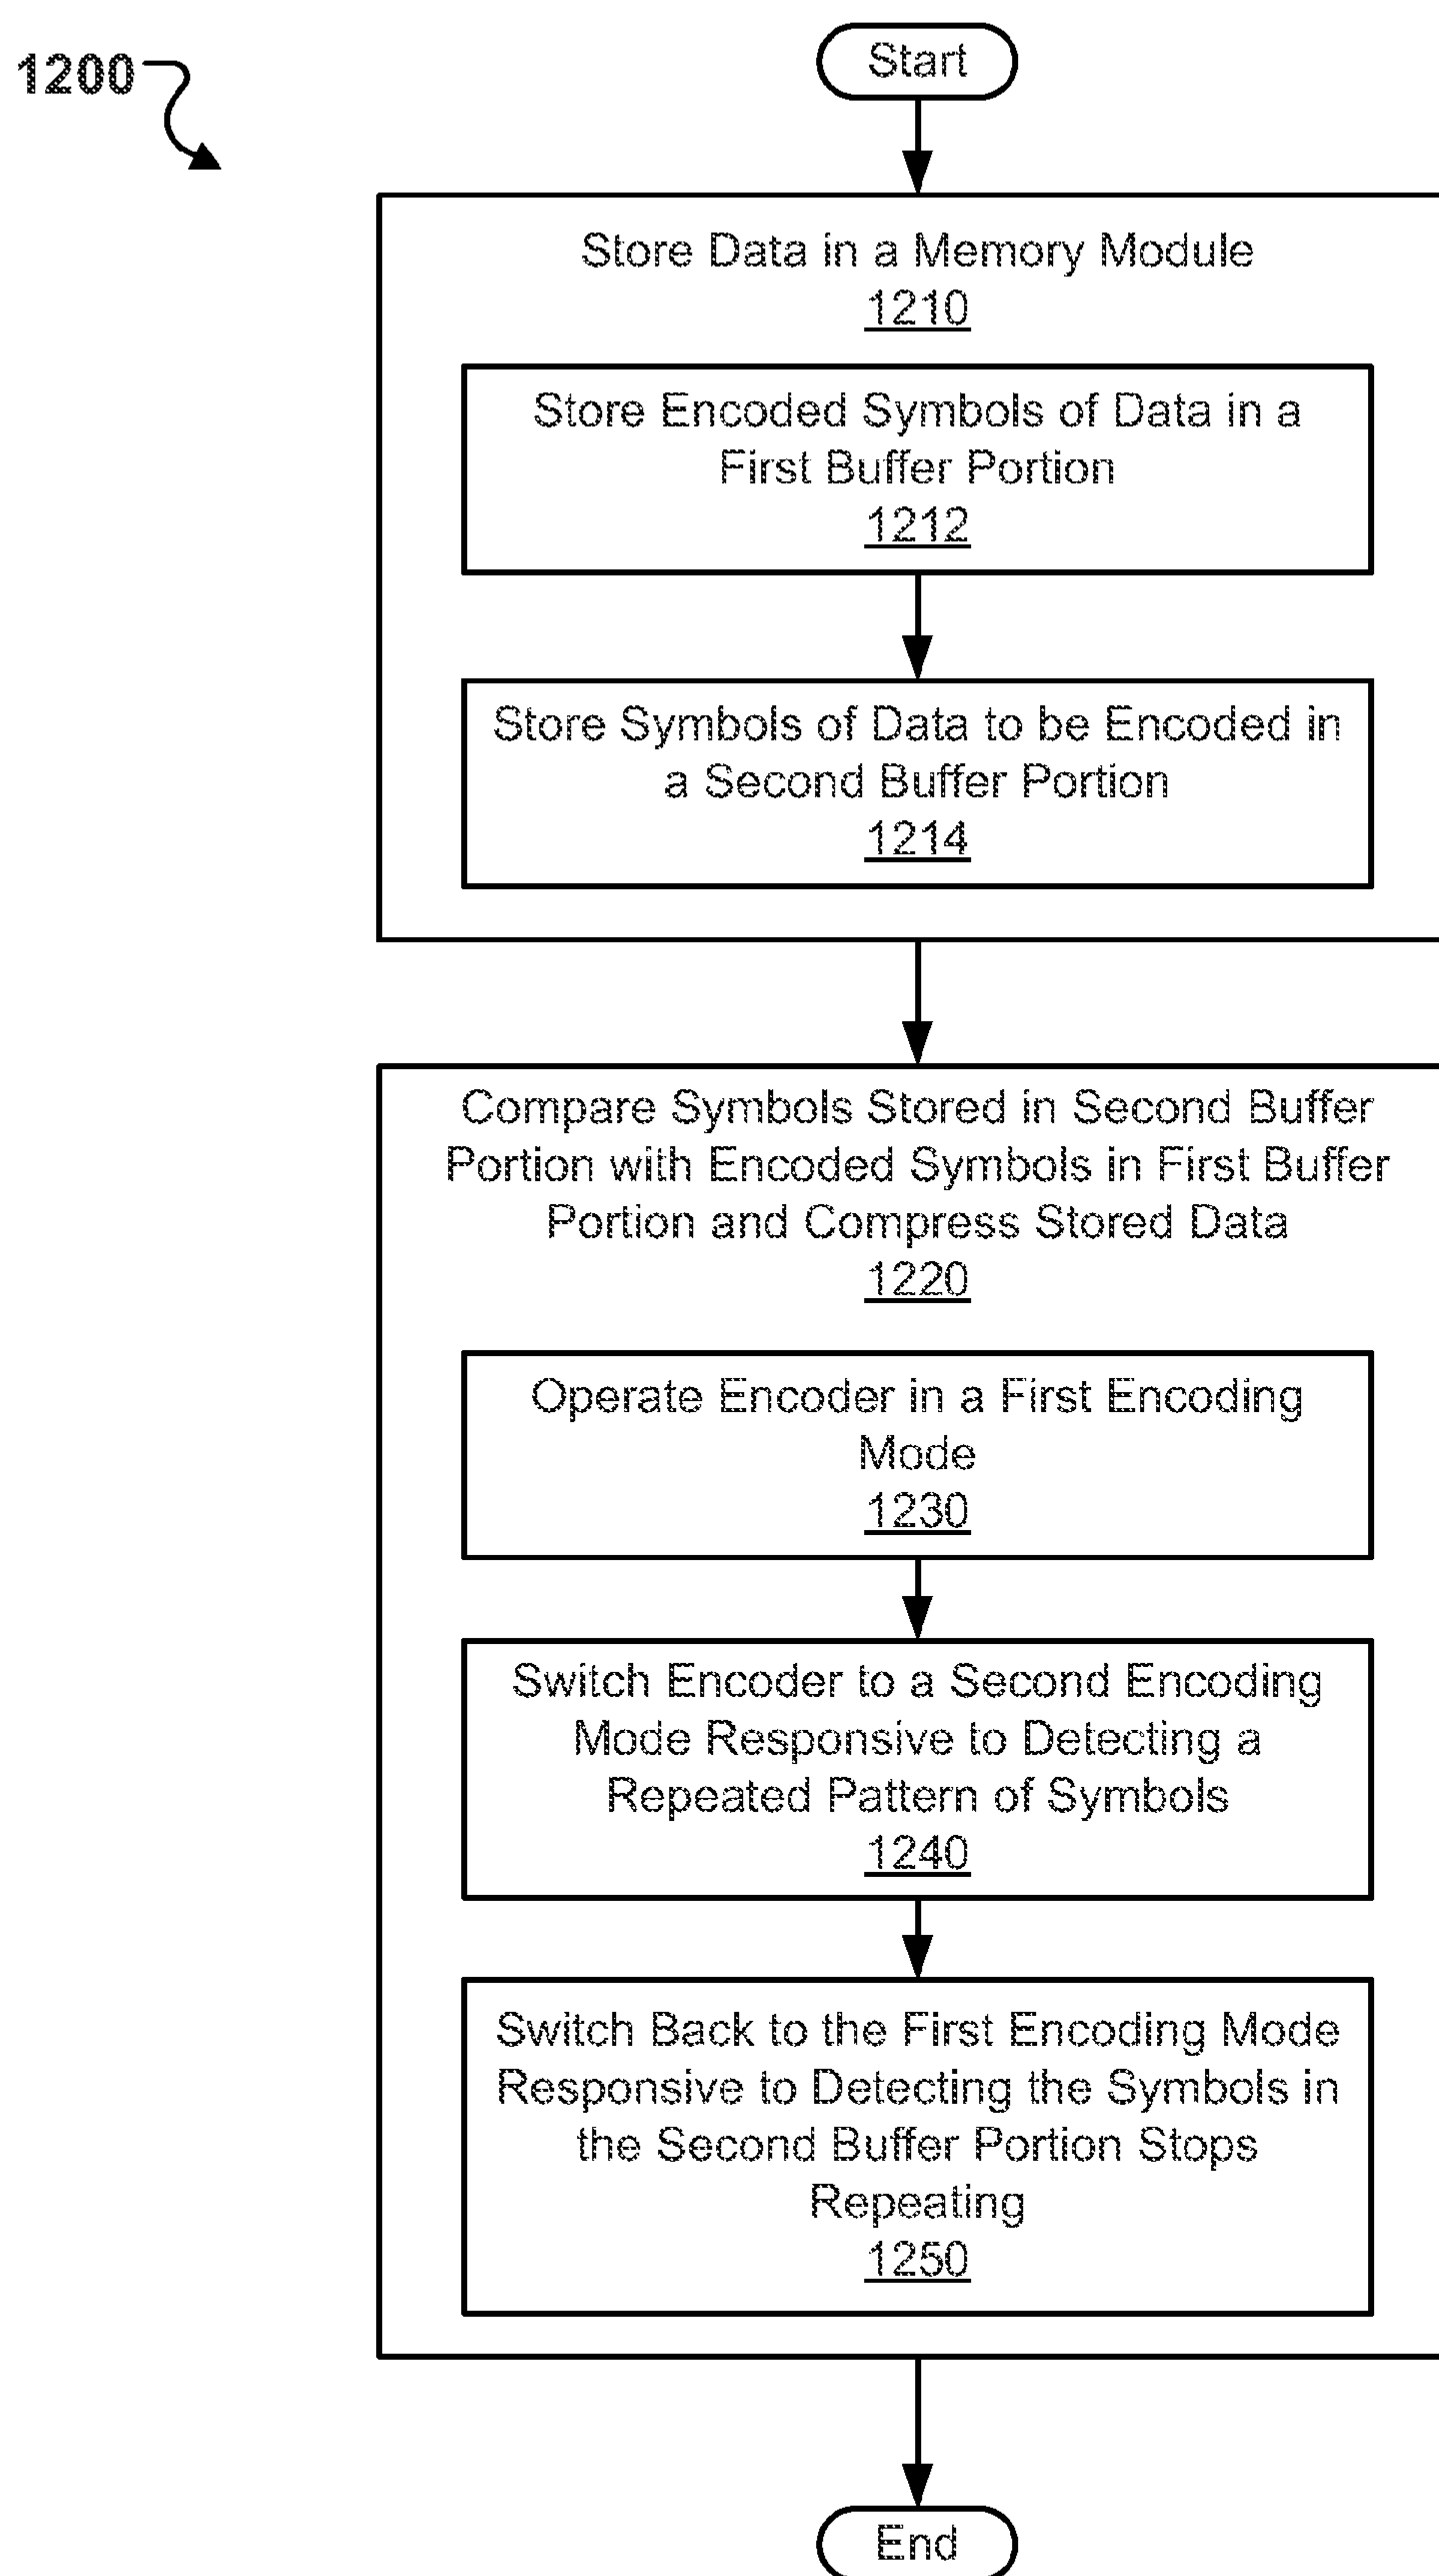 1200
Start
Store Data in a Memory Module
1210
Store Encoded Symbols of Data in a
First Buffer Portion
1212
Store Symbols of Data to be Encoded in
a Second Buffer Portion
1214
Compare Symbols Stored in Second Buffer
Portion with Encoded Symbols in First Buffer
Portion and Compress Stored Data
1220
Operate Encoder in a First Encoding
Mode
1230
Switch Encoder to a Second Encoding
Mode Responsive to Detecting a
Repeated Pattern of Symbols
1240
Switch Back to the First Encoding Mode
Responsive to Detecting the Symbols in
the Second Buffer Portion Stops
Repeating
1250
End